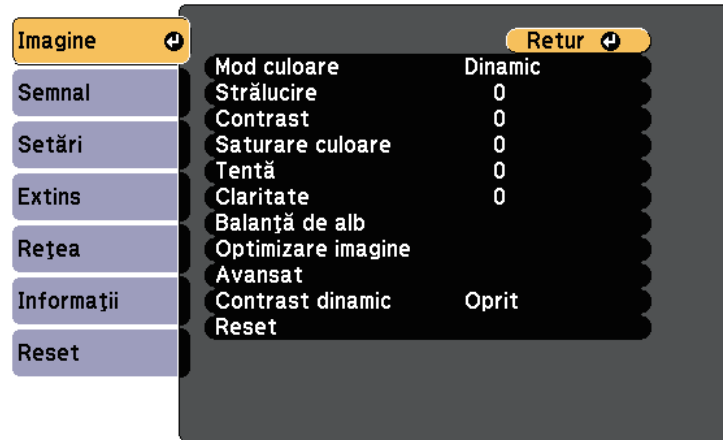 Imagine
Semnal
Setări
Extins
Reţea
Informaţii
Reset
Retur
Mod culoare Dinamic
Strălucire 0
Contrast 0
Saturare culoare 0
Tentă 0
Claritate 0
Balanţă de alb
Optimizare imagine
Avansat
Contrast dinamic Oprit
Reset